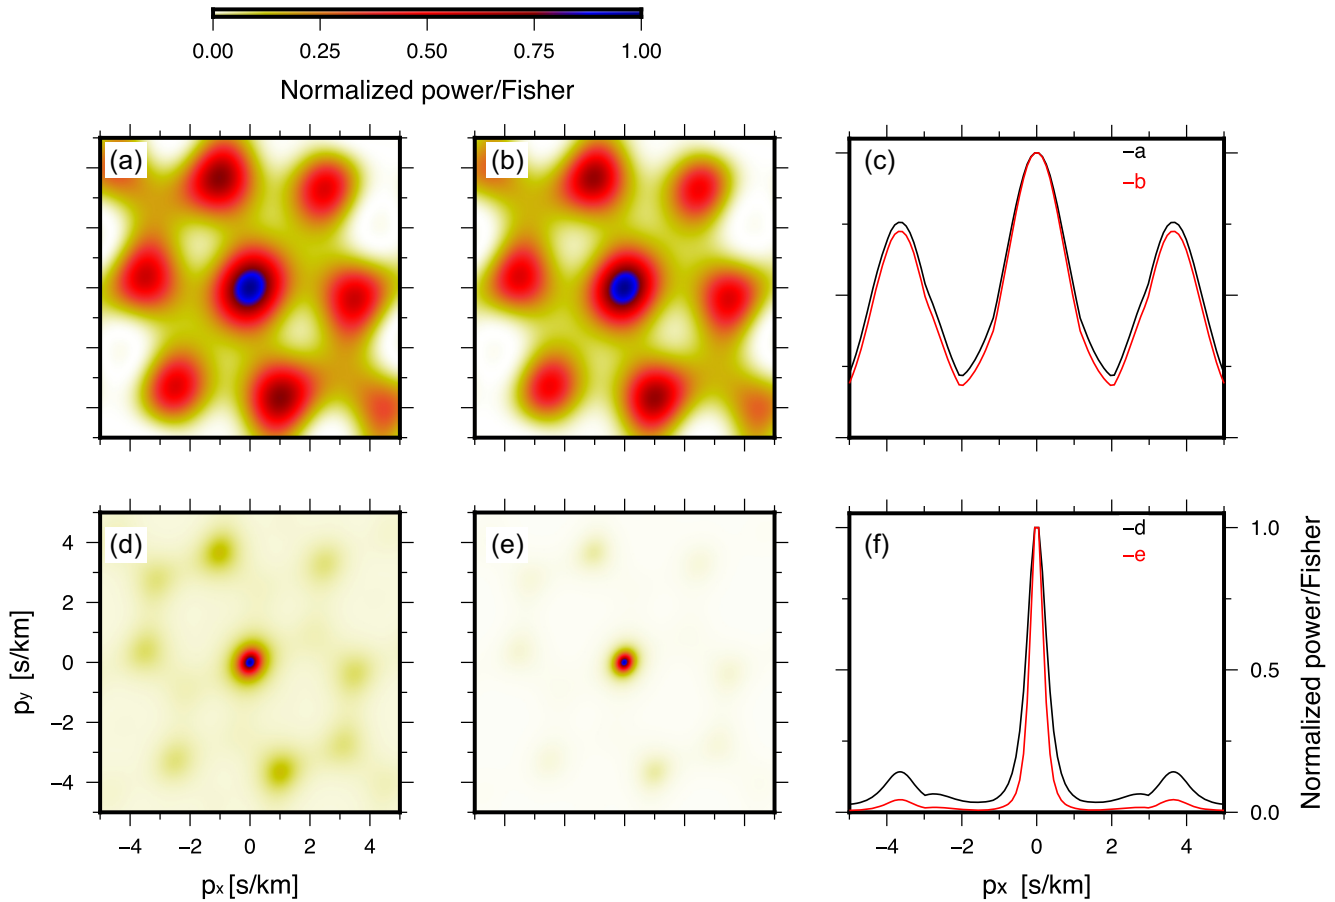 0.00 0.25 0.50 0.75 1.00
Normalized power/Fisher
(a) (b) (c) –a
–b
(d) (e) (f) –d
–e
4
2
0
−2
−4
py [s/km]
1.0
0.5
0.0
Normalized power/Fisher
−4 −2 0 2 4
px [s/km]
−4 −2 0 2 4
px [s/km]